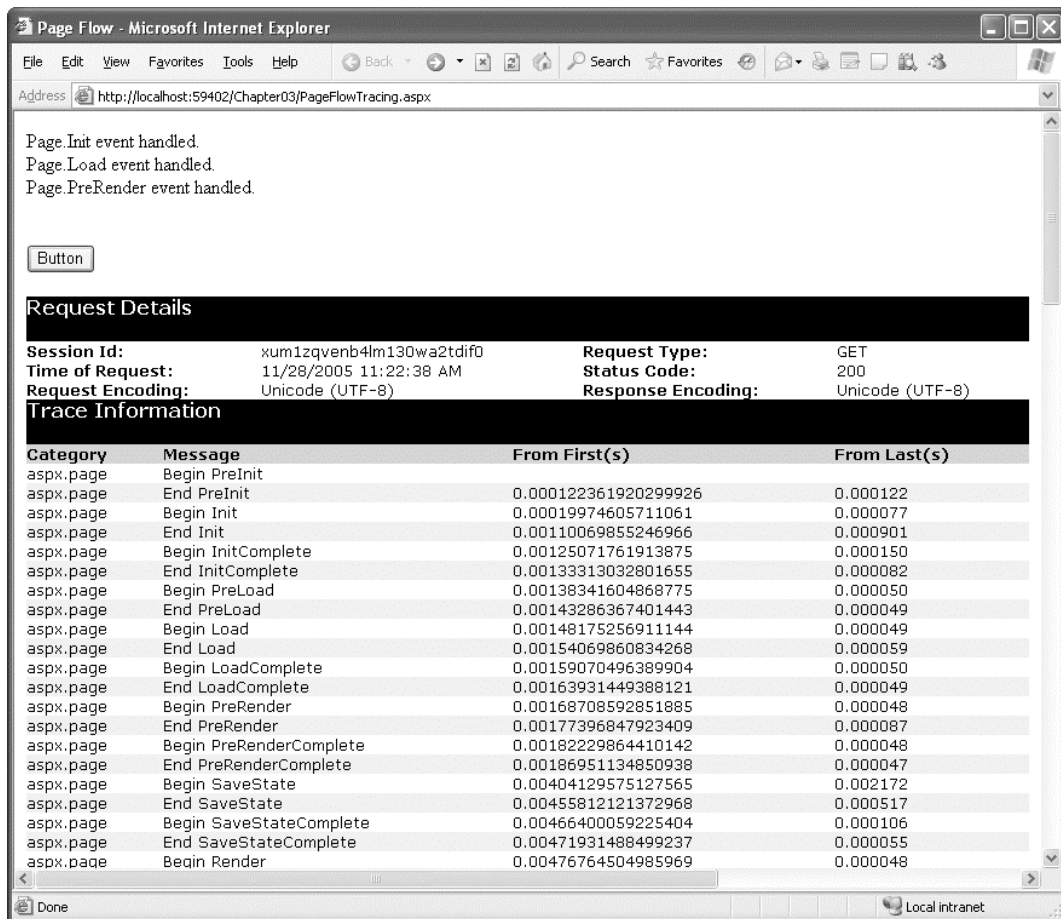 Page Flow - Microsoft Internet Explorer
File Edit View Favorites Tools Help Back Search Favorites
Address http://localhost:59402/Chapter03/PageFlowTracing.aspx
Page.Init event handled.
Page.Load event handled.
Page.PreRender event handled.
Button
Request Details
Session Id: xum1zqvenb4lm130wa2tdif0 Request Type: GET
Time of Request: 11/28/2005 11:22:38 AM Status Code: 200
Request Encoding: Unicode (UTF-8) Response Encoding: Unicode (UTF-8)
Trace Information
Category Message From First(s) From Last(s)
aspx.page Begin PreInit
aspx.page End PreInit 0.000122361920299926 0.000122
aspx.page Begin Init 0.00019974605711061 0.000077
aspx.page End Init 0.00110069855246966 0.000901
aspx.page Begin InitComplete 0.00125071761913875 0.000150
aspx.page End InitComplete 0.00133313032801655 0.000082
aspx.page Begin PreLoad 0.00138341604868775 0.000050
aspx.page End PreLoad 0.00143286367401443 0.000049
aspx.page Begin Load 0.00148175256911144 0.000049
aspx.page End Load 0.00154069860834268 0.000059
aspx.page Begin LoadComplete 0.00159070496389904 0.000050
aspx.page End LoadComplete 0.00163931449388121 0.000049
aspx.page Begin PreRender 0.00168708592851885 0.000048
aspx.page End PreRender 0.00177396847923409 0.000087
aspx.page Begin PreRenderComplete 0.00182229864410142 0.000048
aspx.page End PreRenderComplete 0.00186951134850938 0.000047
aspx.page Begin SaveState 0.00404129575127565 0.002172
aspx.page End SaveState 0.00455812121372968 0.000517
aspx.page Begin SaveStateComplete 0.00466400059225404 0.000106
aspx.page End SaveStateComplete 0.00471931488499237 0.000055
aspx.page Begin Render 0.00476764504985969 0.000048
Done Local intranet